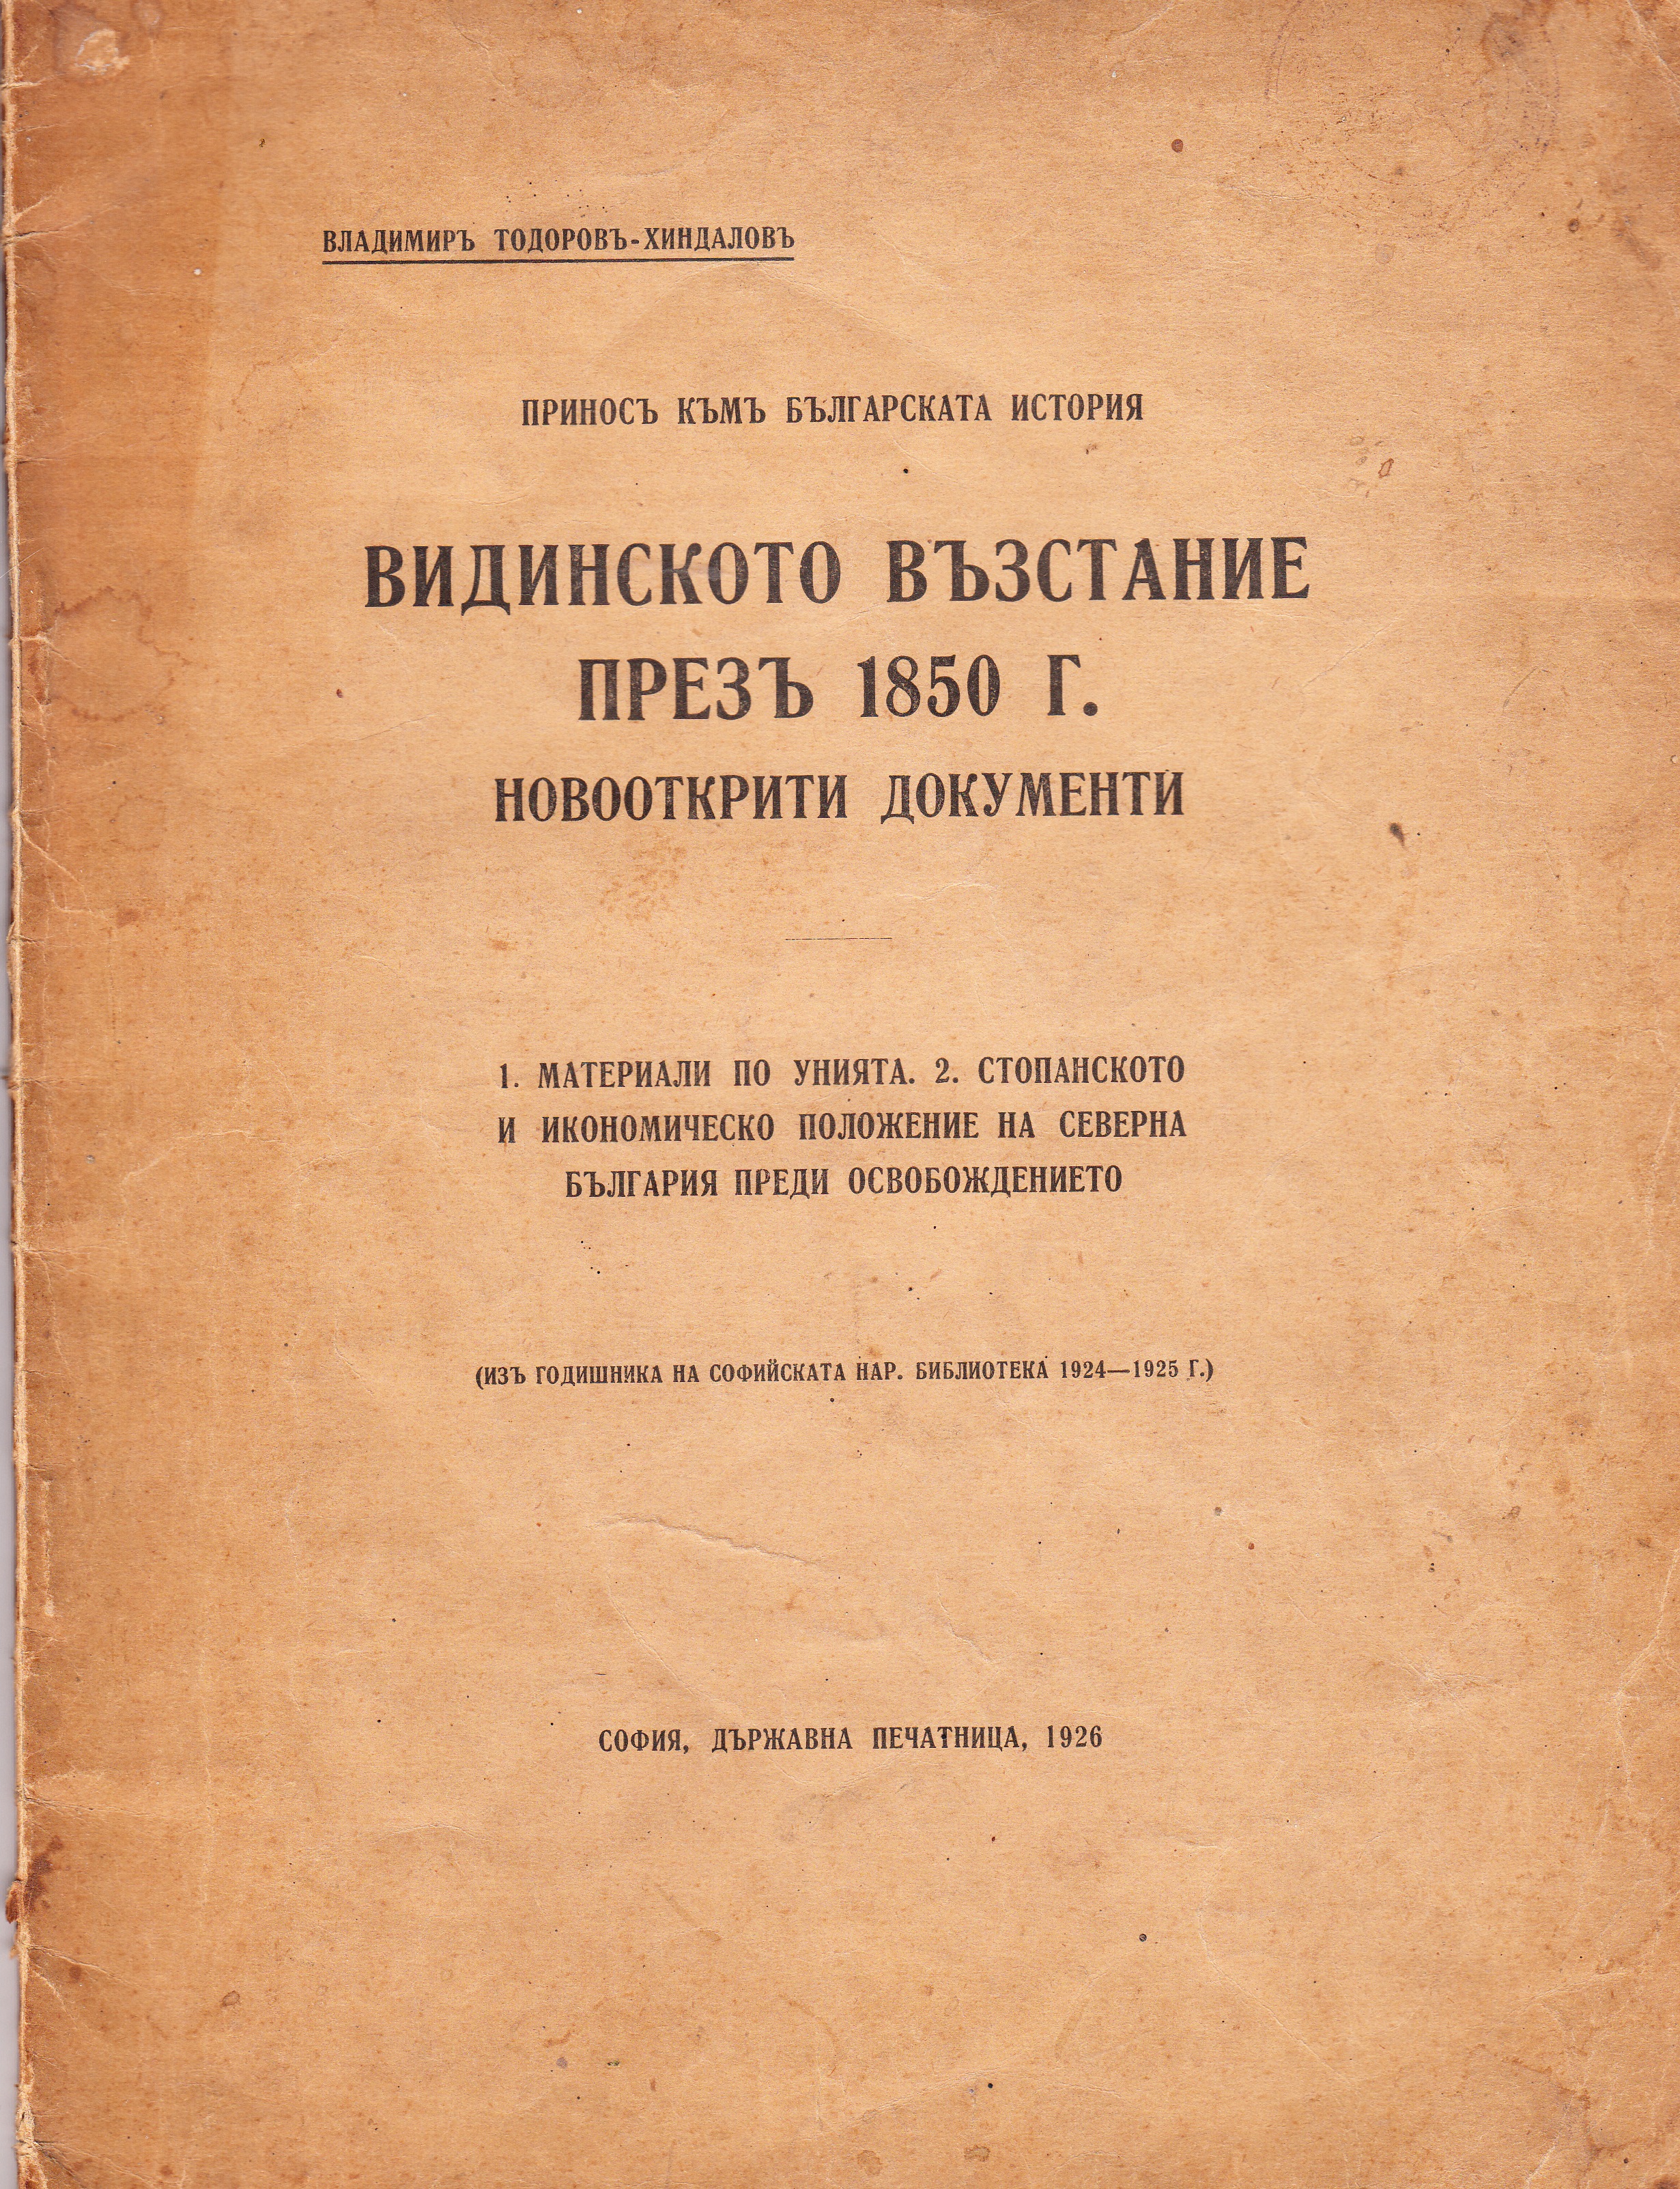 ВЛАДИМИРЪ ТОДОРОВЪ-ХИНДАЛОВЪ
ПРИНОСЪ КЪМЪ БЪЛГАРСКАТА ИСТОРИЯ
ВИДИНСКОТО ВЪЗСТАНИЕ
ПРЕЗЪ 1850 Г.
НОВООТКРИТИ ДОКУМЕНТИ
1. МАТЕРИАЛИ ПО УНИЯТА. 2. СТОПАНСКОТО
И ИКОНОМИЧЕСКО ПОЛОЖЕНИЕ НА СЕВЕРНА
БЪЛГАРИЯ ПРЕДИ ОСВОБОЖДЕНИЕТО
(ИЗЪ ГОДИШНИКА НА СОФИЙСКАТА НАР. БИБЛИОТЕКА 1924—1925 Г.)
СОФИЯ, ДЪРЖАВНА ПЕЧАТНИЦА, 1926